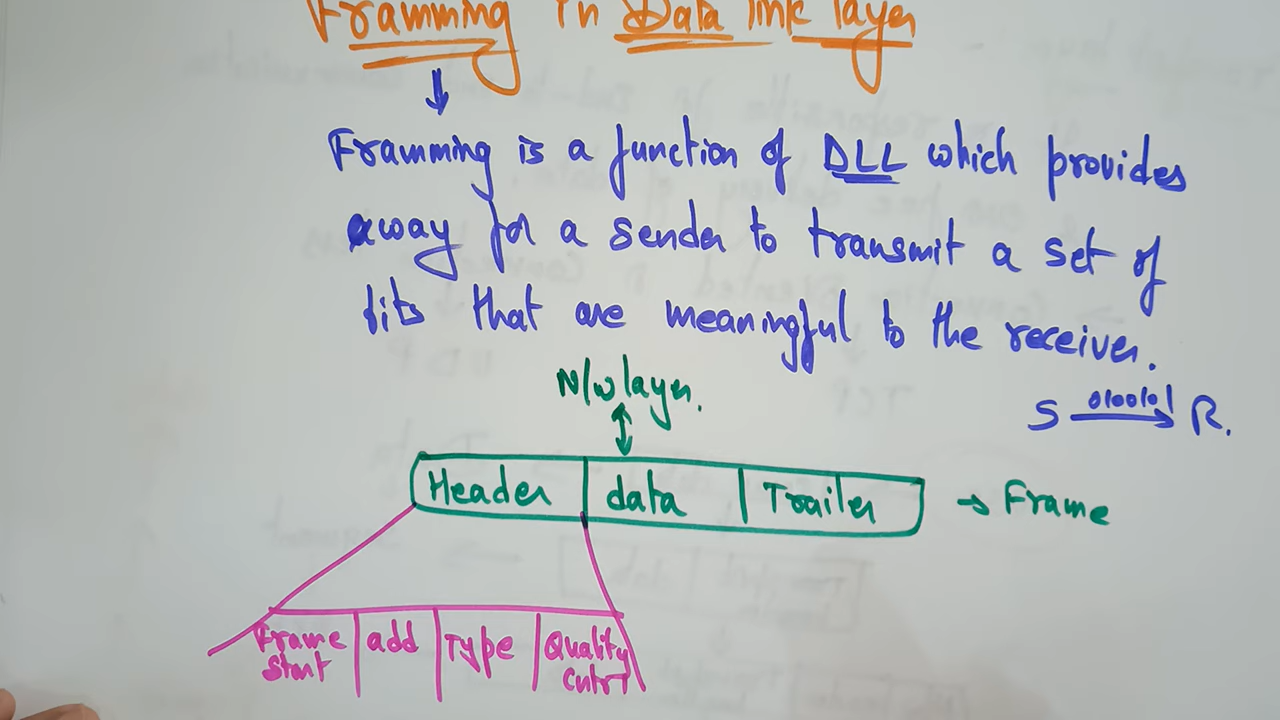 Framming in Data link layer
Framming is a function of DLL which provides
away for a sender to transmit a set of
bits that are meaningful to the receiver.
N/w layer.
S 0100101 R.
Header data Trailer → Frame
Frame Start add Type Quality Cntrl